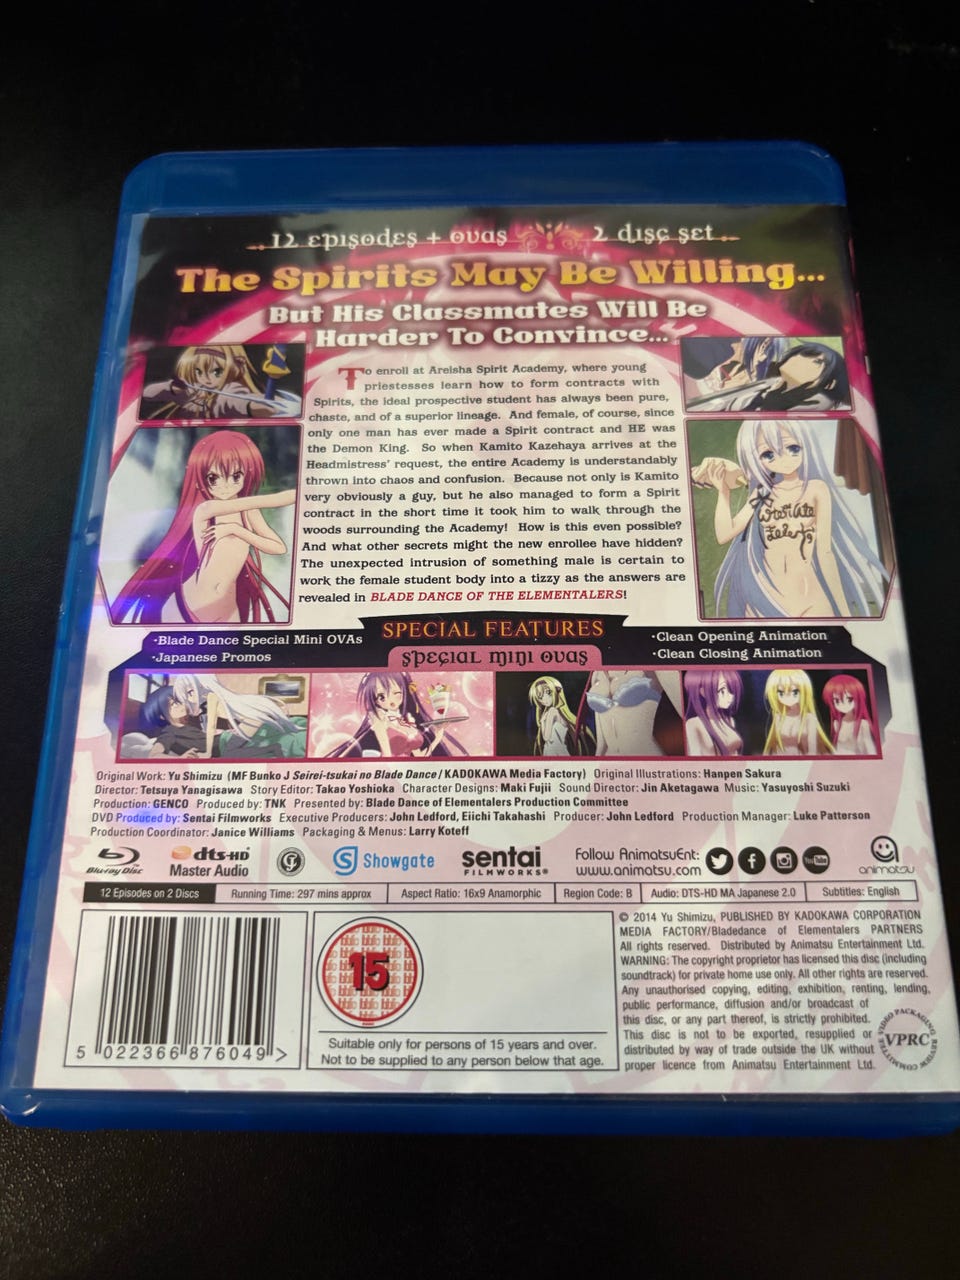 12 episodes + ovas 2 disc set
The Spirits May Be Willing...
But His Classmates Will Be
Harder To Convince...
To enroll at Areisha Spirit Academy, where young
priestesses learn how to form contracts with
Spirits, the ideal prospective student has always been pure,
chaste, and of a superior lineage. And female, of course, since
only one man has ever made a Spirit contract and HE was
the Demon King. So when Kamito Kazehaya arrives at the
Headmistress' request, the entire Academy is understandably
thrown into chaos and confusion. Because not only is Kamito
very obviously a guy, but he also managed to form a Spirit
contract in the short time it took him to walk through the
woods surrounding the Academy! How is this even possible?
And what other secrets might the new enrollee have hidden?
The unexpected intrusion of something male is certain to
work the female student body into a tizzy as the answers are
revealed in BLADE DANCE OF THE ELEMENTALERS!
SPECIAL FEATURES
·Blade Dance Special Mini OVAs
·Japanese Promos
·Clean Opening Animation
·Clean Closing Animation
special mini ovas
Original Work: Yu Shimizu (MF Bunko J Seirei-tsukai no Blade Dance / KADOKAWA Media Factory) Original Illustrations: Hanpen Sakura
Director: Tetsuya Yanagisawa Story Editor: Takao Yoshioka Character Designs: Maki Fujii Sound Director: Jin Aketagawa Music: Yasuyoshi Suzuki
Production: GENCO Produced by: TNK Presented by: Blade Dance of Elementalers Production Committee
DVD Produced by: Sentai Filmworks Executive Producers: John Ledford, Eiichi Takahashi Producer: John Ledford Production Manager: Luke Patterson
Production Coordinator: Janice Williams Packaging & Menus: Larry Koteff
Blu-ray Disc
dts-HD
Master Audio
Showgate
sentai
FILMWORKS®
Follow AnimatsuEnt:
www.animatsu.com
You Tube
animatsu
12 Episodes on 2 Discs
Running Time: 297 mins approx
Aspect Ratio: 16x9 Anamorphic
Region Code: B
Audio: DTS-HD MA Japanese 2.0
Subtitles: English
5 022366 876049 >
15
Suitable only for persons of 15 years and over.
Not to be supplied to any person below that age.
© 2014 Yu Shimizu, PUBLISHED BY KADOKAWA CORPORATION
MEDIA FACTORY/Bladedance of Elementalers PARTNERS
All rights reserved. Distributed by Animatsu Entertainment Ltd.
WARNING: The copyright proprietor has licensed this disc (including
soundtrack) for private home use only. All other rights are reserved.
Any unauthorised copying, editing, exhibition, renting, lending,
public performance, diffusion and/or broadcast of
this disc, or any part thereof, is strictly prohibited.
This disc is not to be exported, resupplied or
distributed by way of trade outside the UK without
proper licence from Animatsu Entertainment Ltd.
VIDEO PACKAGING REVIEW COMMITTEE
VPRC